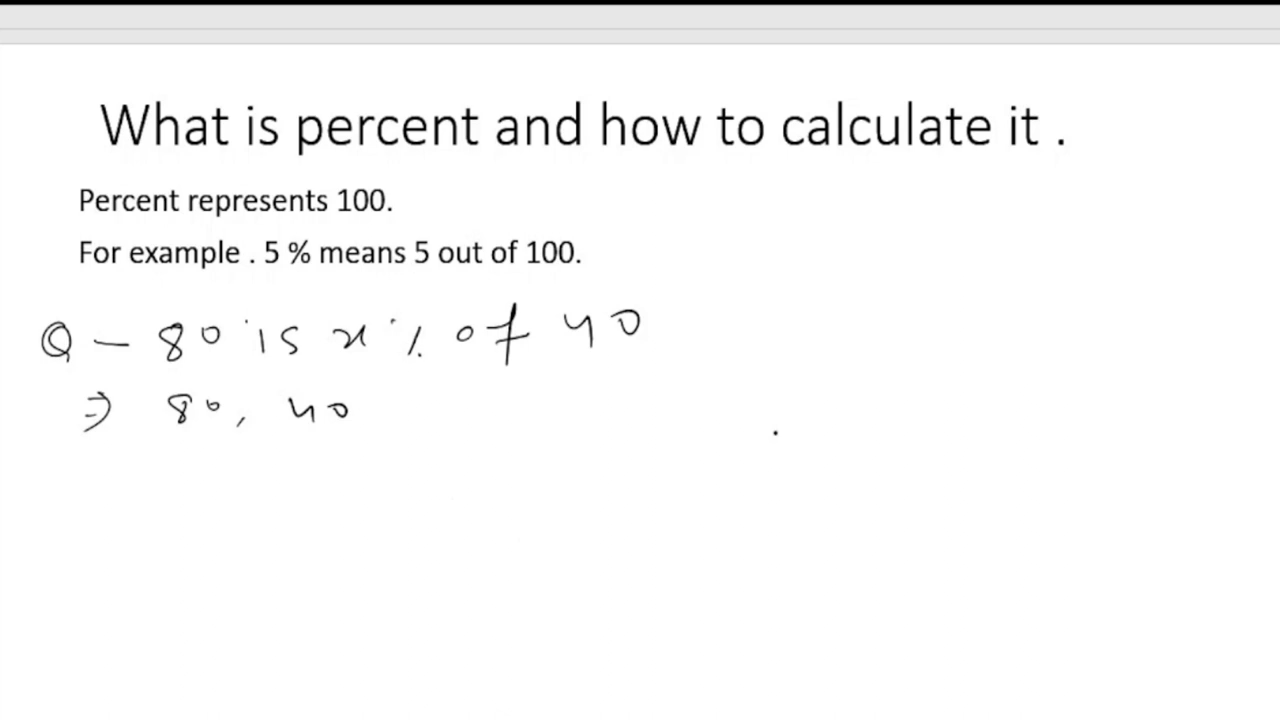 What is percent and how to calculate it .
Percent represents 100.
For example . 5 % means 5 out of 100.
Q – 80 is x % of 40
⇒ 80, 40